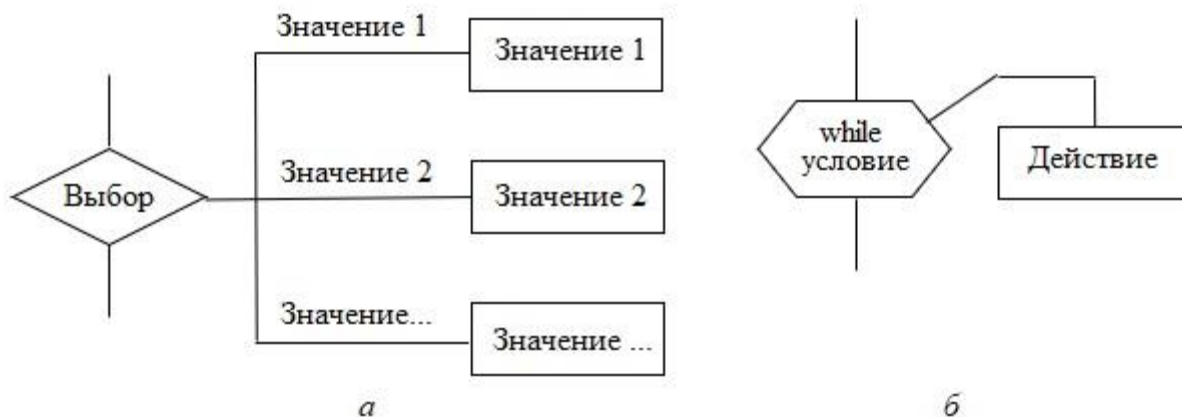 Значение 1
Значение 1
Выбор
Значение 2
Значение 2
Значение...
Значение ...
а
while
условие
Действие
б